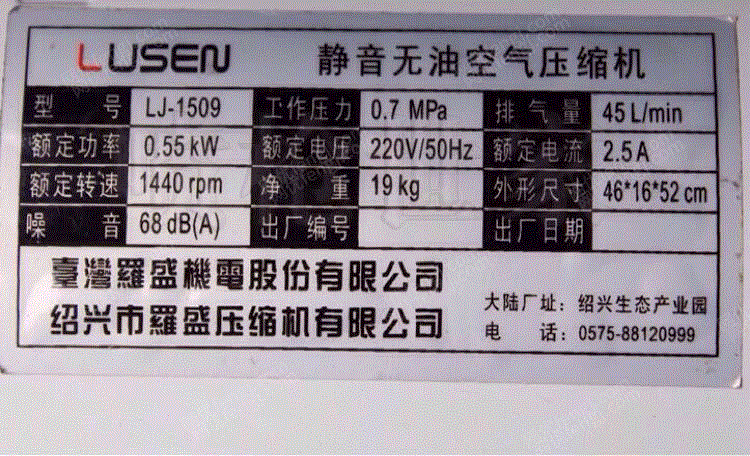 LUSEN 静音无油空气压缩机
型号 LJ-1509 工作压力 0.7 MPa 排气量 45 L/min
额定功率 0.55 kW 额定电压 220V/50Hz 额定电流 2.5 A
额定转速 1440 rpm 净重 19 kg 外形尺寸 46*16*52 cm
噪音 68 dB(A) 出厂编号 出厂日期
臺灣羅盛機電股份有限公司
大陆厂址：绍兴生态产业园
绍兴市羅盛压缩机有限公司
电话：0575-88120999